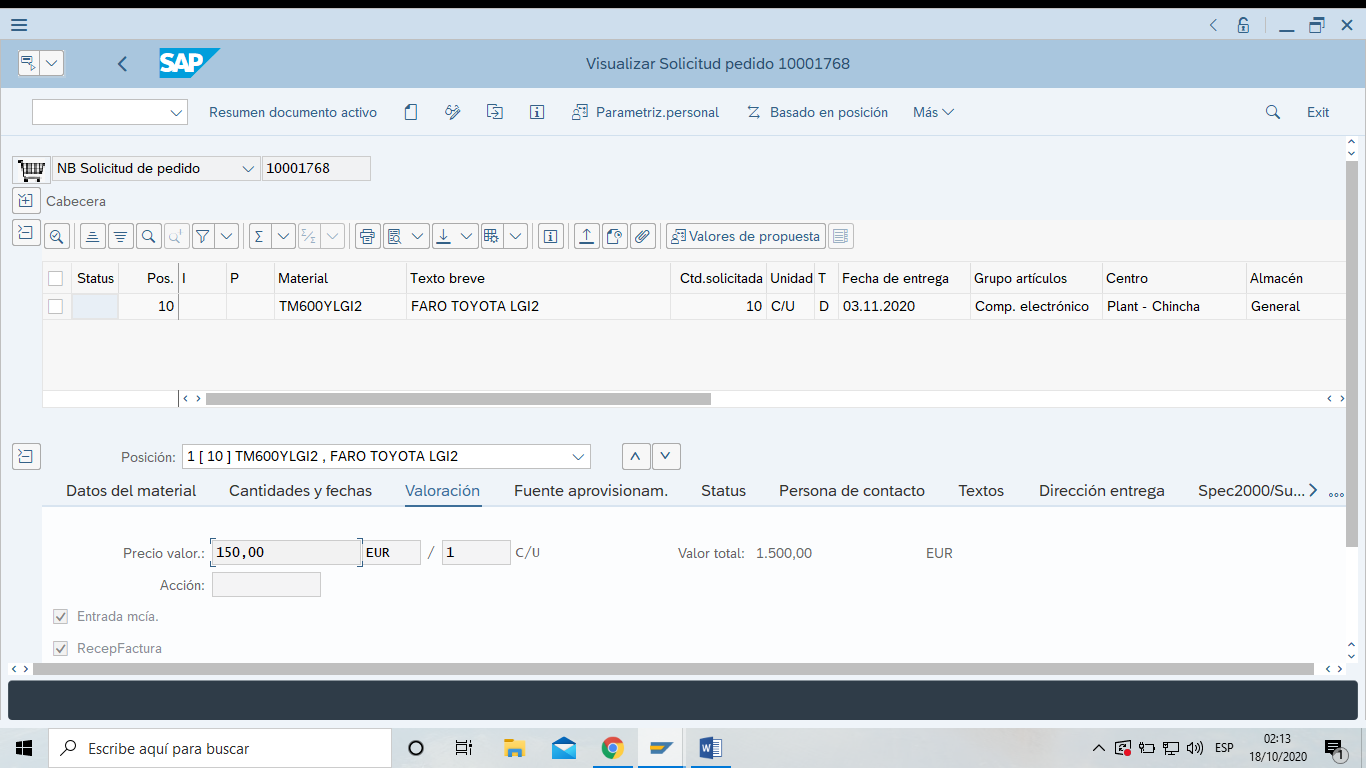 SAP
Visualizar Solicitud pedido 10001768
Resumen documento activo
Parametriz.personal
Basado en posición
Más
Exit
NB Solicitud de pedido
10001768
Cabecera
Valores de propuesta
Status Pos. I P Material Texto breve Ctd.solicitada Unidad T Fecha de entrega Grupo artículos Centro Almacén
10 TM600YLGI2 FARO TOYOTA LGI2 10 C/U D 03.11.2020 Comp. electrónico Plant - Chincha General
Posición: 1 [ 10 ] TM600YLGI2 , FARO TOYOTA LGI2
Datos del material Cantidades y fechas Valoración Fuente aprovisionam. Status Persona de contacto Textos Dirección entrega Spec2000/Su...
Precio valor.: 150,00 EUR / 1 C/U Valor total: 1.500,00 EUR
Acción:
Entrada mcía.
RecepFactura
Escribe aquí para buscar
ESP
02:13
18/10/2020
1